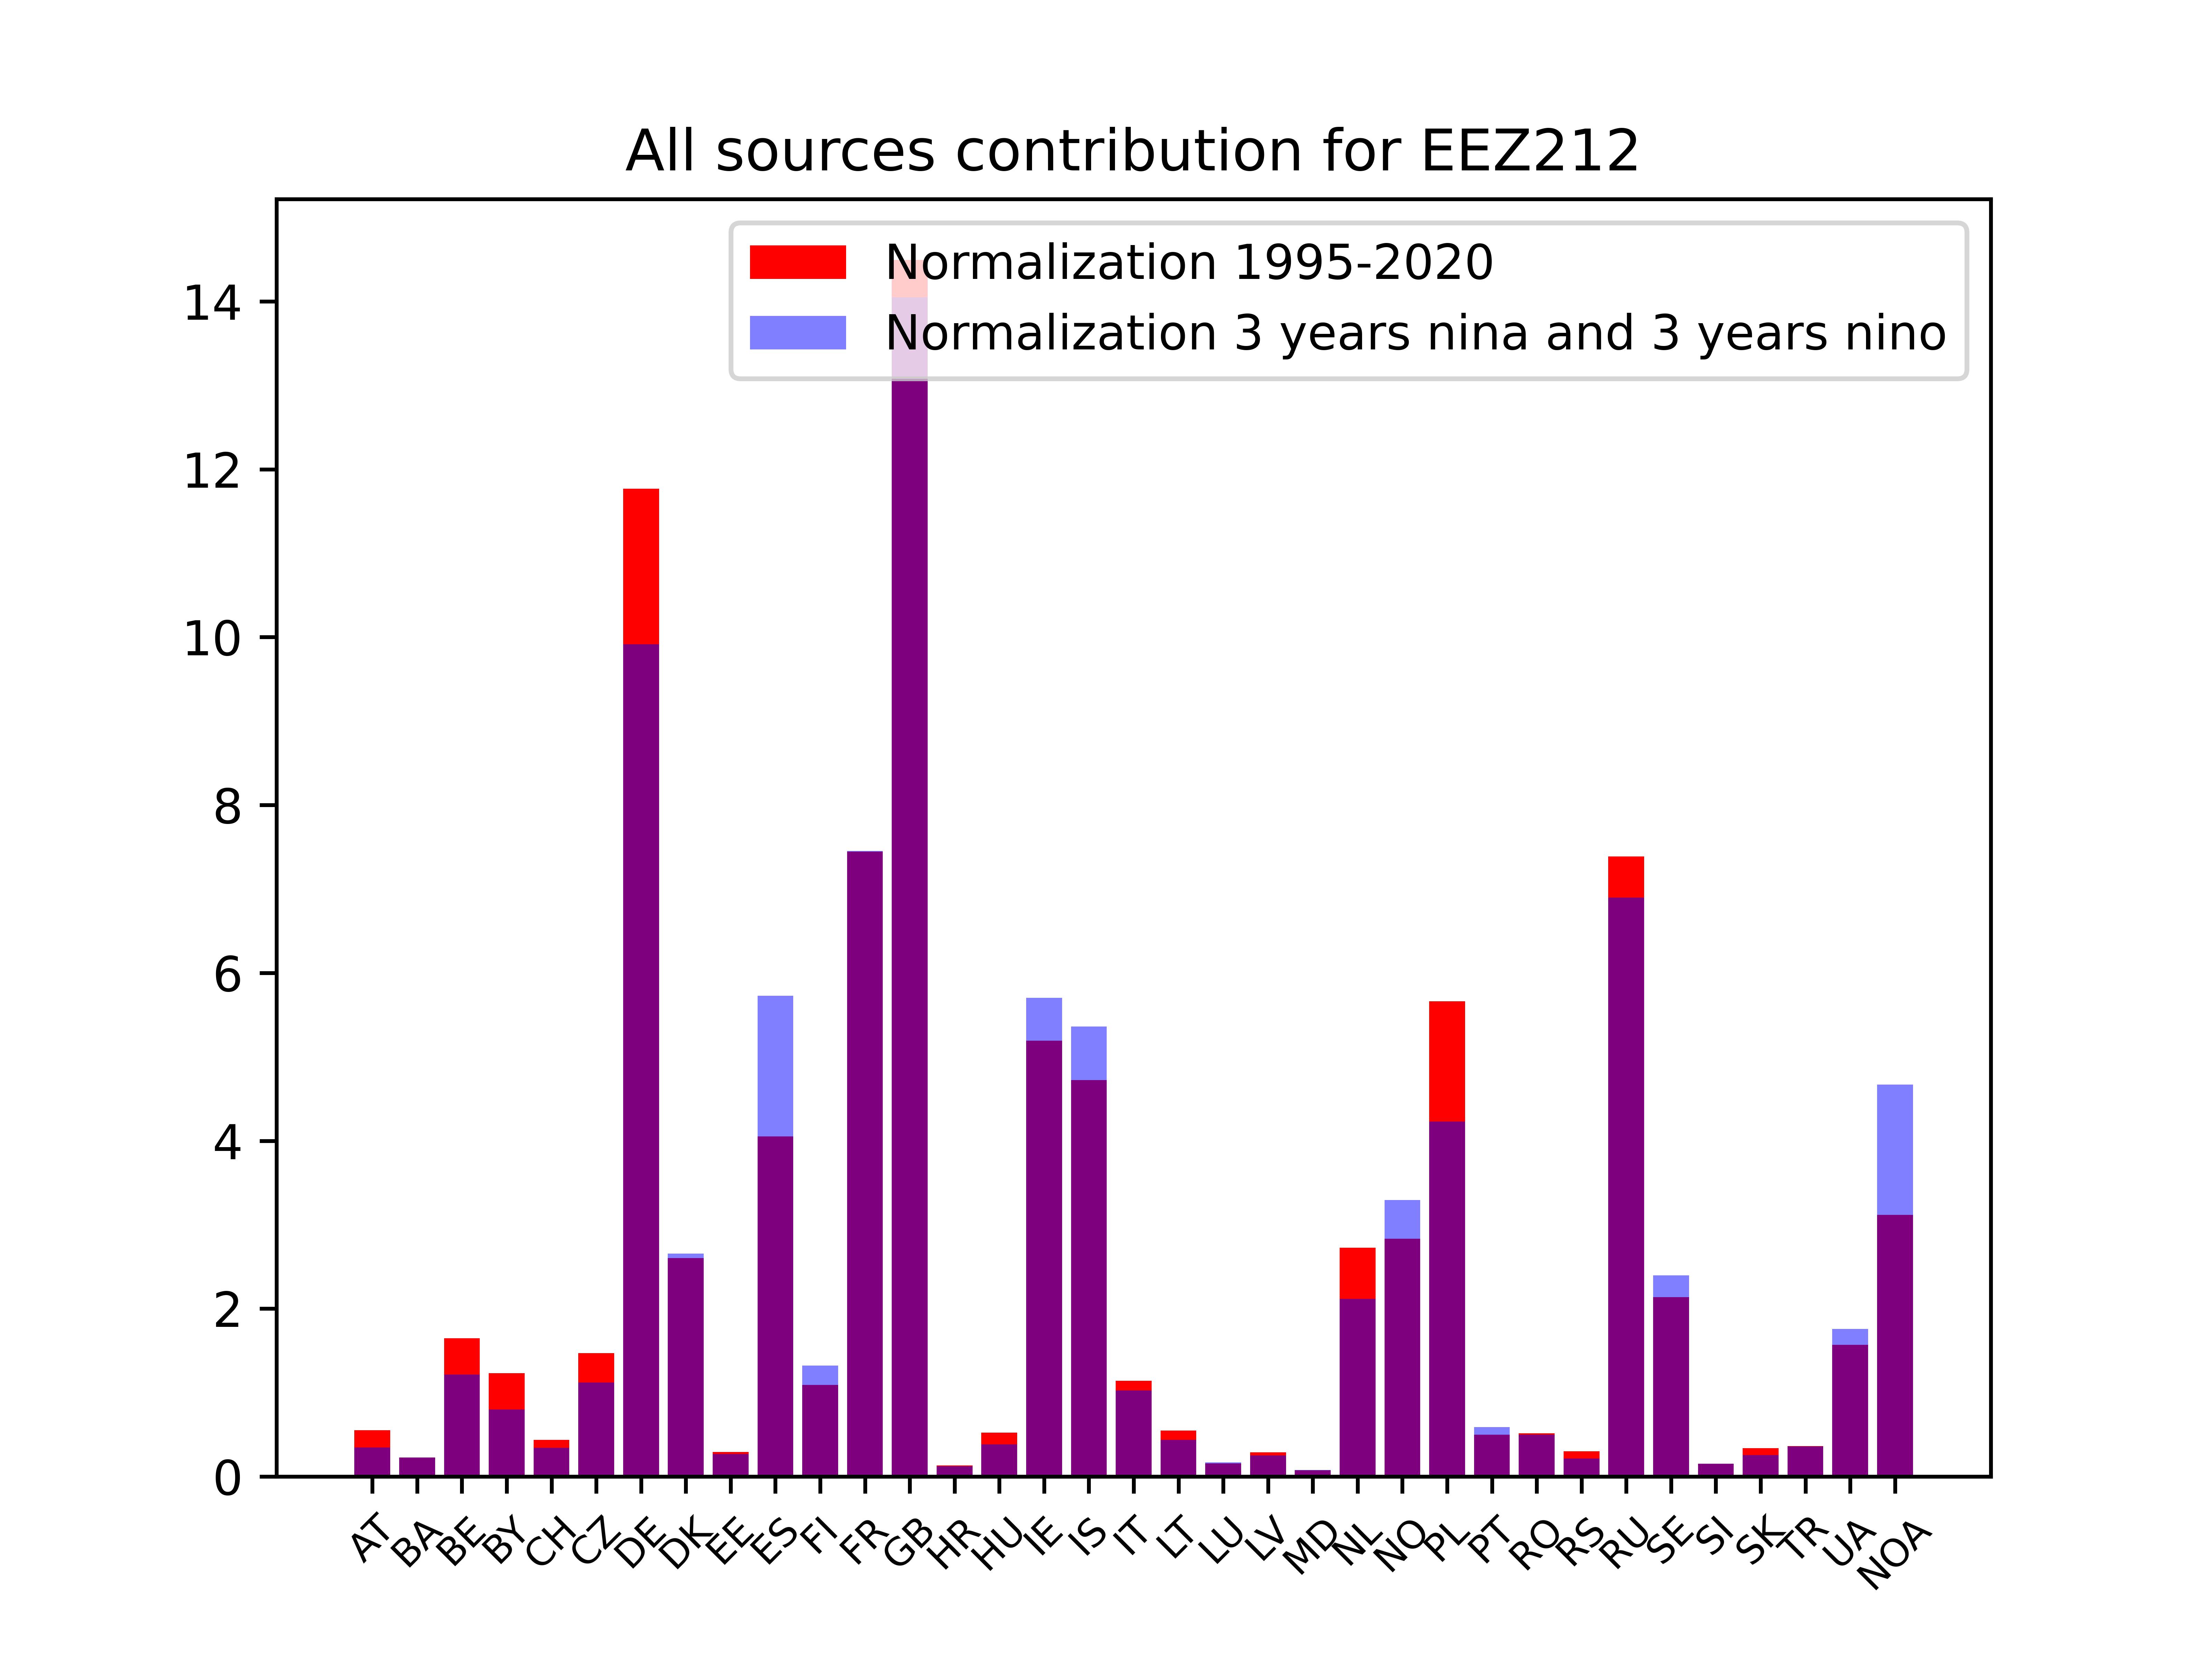 All sources contribution for EEZ212
Normalization 1995-2020
Normalization 3 years nina and 3 years nino
14
12
10
8
6
4
2
0
AT BA BE BY CH CZ DE DK EE ES FI FR GB HR HU IE IS IT LT LU LV MD NL NO PL PT RO RS RU SE SI SK TR UA NOA